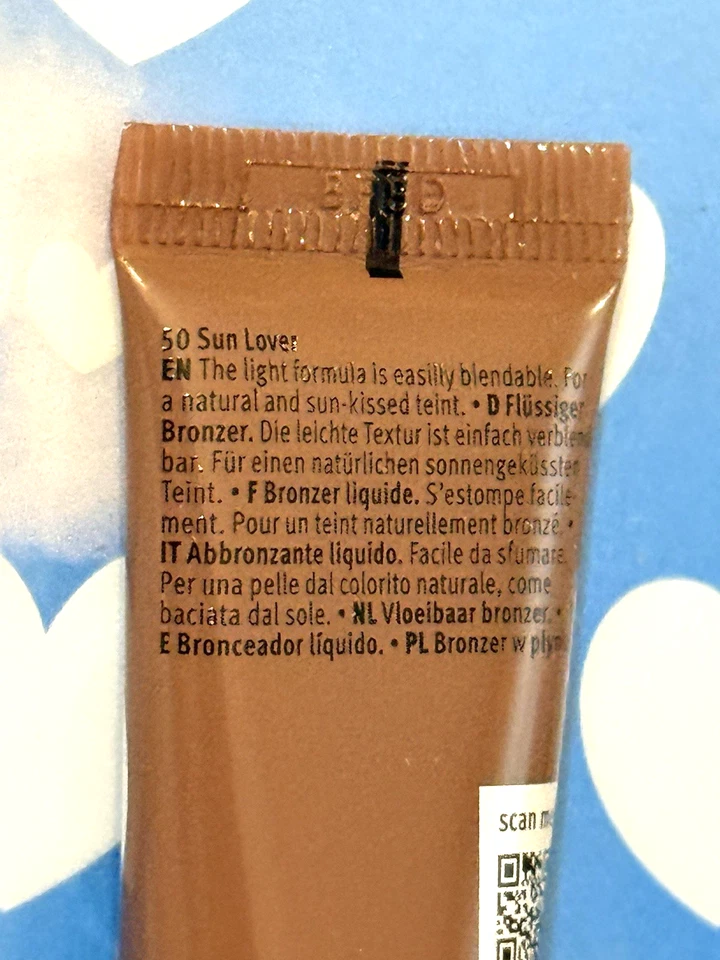 50 Sun Lover
EN The light formula is easilly blendable. For
a natural and sun-kissed teint. • D Flüssiger
Bronzer. Die leichte Textur ist einfach verblend
bar. Für einen natürlichen sonnengeküssten
Teint. • F Bronzer liquide. S'estompe facile-
ment. Pour un teint naturellement bronzé. •
IT Abbronzante liquido. Facile da sfumare.
Per una pelle dal colorito naturale, come
baciata dal sole. • NL Vloeibaar bronzer. •
E Bronceador líquido. • PL Bronzer w
scan